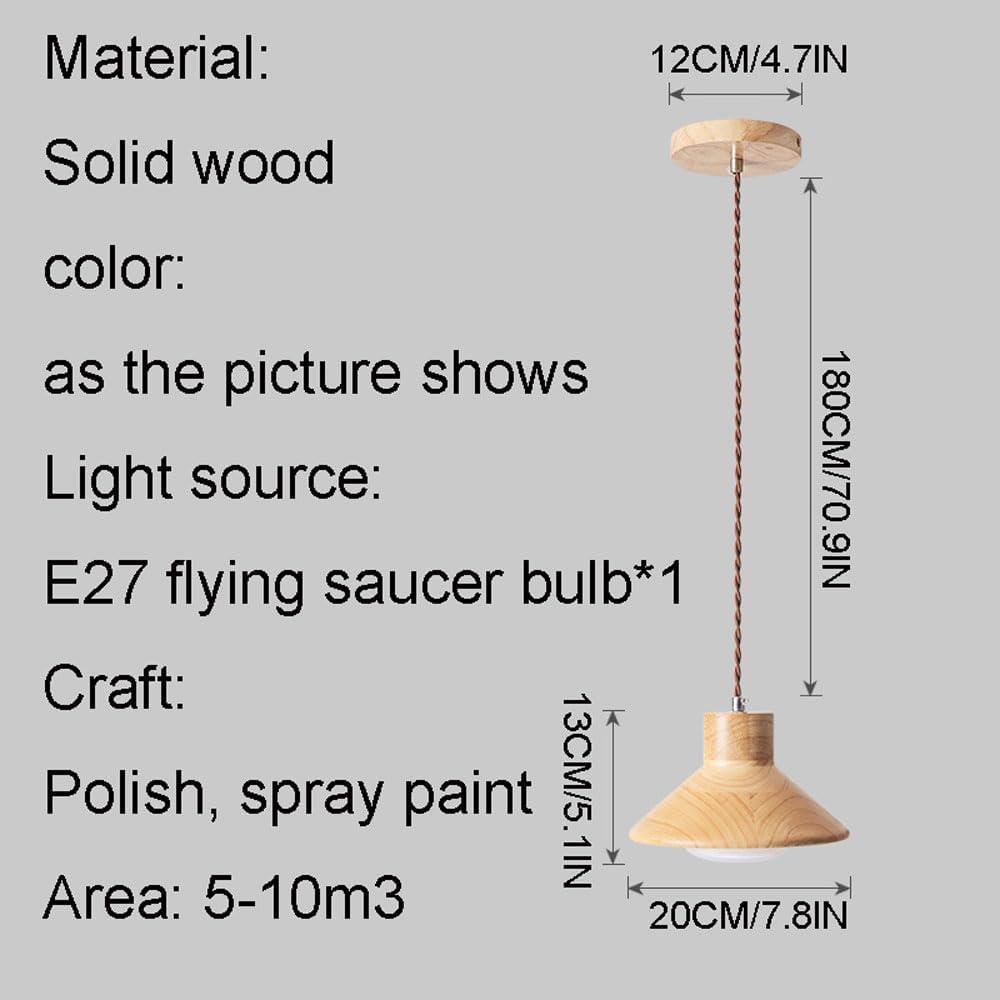 Material:
Solid wood
color:
as the picture shows
Light source:
E27 flying saucer bulb*1
Craft:
Polish, spray paint
Area: 5-10m3
12CM/4.7IN
180CM/70.9IN
13CM/5.1IN
20CM/7.8IN